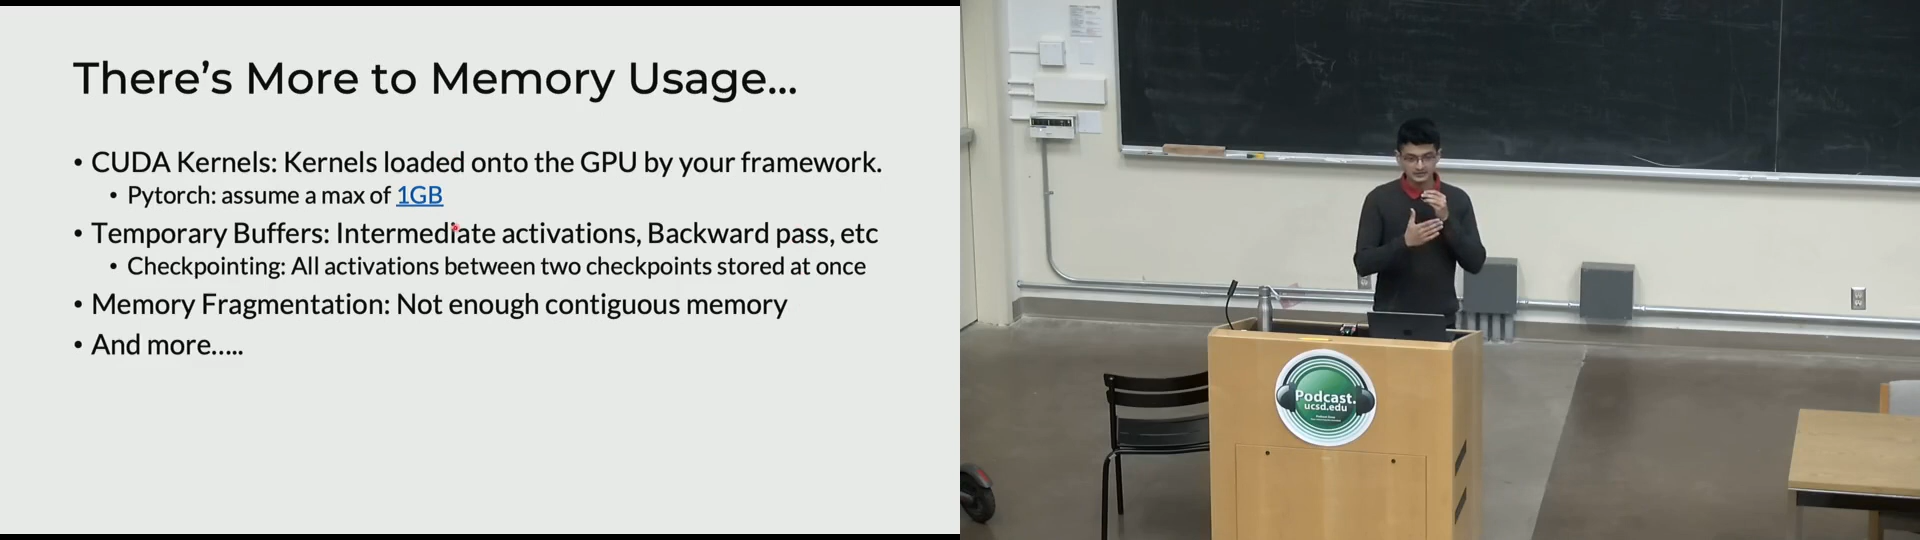 There's More to Memory Usage...
• CUDA Kernels: Kernels loaded onto the GPU by your framework.
• Pytorch: assume a max of 1GB
• Temporary Buffers: Intermediate activations, Backward pass, etc
• Checkpointing: All activations between two checkpoints stored at once
• Memory Fragmentation: Not enough contiguous memory
• And more.....
Podcast.
ucsd.edu